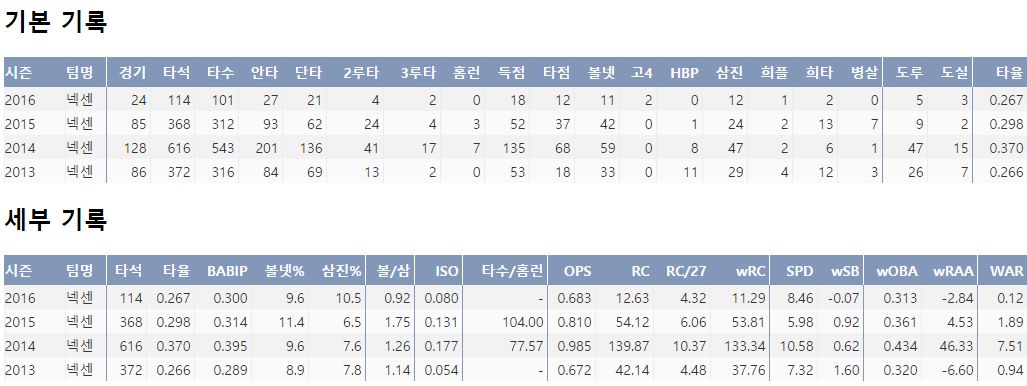 기본 기록
시즌 팀명 경기 타석 타수 안타 단타 2루타 3루타 홈런 득점 타점 볼넷 고4 HBP 삼진 희플 희타 병살 도루 도실 타율
2016 넥센 24 114 101 27 21 4 2 0 18 12 11 2 0 12 1 2 0 5 3 0.267
2015 넥센 85 368 312 93 62 24 4 3 52 37 42 0 1 24 2 13 7 9 2 0.298
2014 넥센 128 616 543 201 136 41 17 7 135 68 59 0 8 47 2 6 1 47 15 0.370
2013 넥센 86 372 316 84 69 13 2 0 53 18 33 0 11 29 4 12 3 26 7 0.266
세부 기록
시즌 팀명 타석 타율 BABIP 볼넷% 삼진% 볼/삼 ISO 타수/홈런 OPS RC RC/27 wRC SPD wSB wOBA wRAA WAR
2016 넥센 114 0.267 0.300 9.6 10.5 0.92 0.080 - 0.683 12.63 4.32 11.29 8.46 -0.07 0.313 -2.84 0.12
2015 넥센 368 0.298 0.314 11.4 6.5 1.75 0.131 104.00 0.810 54.12 6.06 53.81 5.98 0.92 0.361 4.53 1.89
2014 넥센 616 0.370 0.395 9.6 7.6 1.26 0.177 77.57 0.985 139.87 10.37 133.34 10.58 0.62 0.434 46.33 7.51
2013 넥센 372 0.266 0.289 8.9 7.8 1.14 0.054 - 0.672 42.14 4.48 37.76 7.32 1.60 0.320 -6.60 0.94